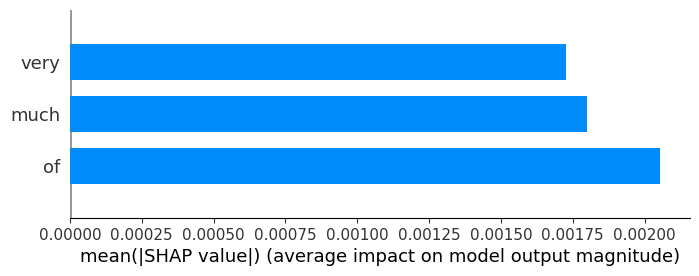 very
much
of
0.00000 0.00025 0.00050 0.00075 0.00100 0.00125 0.00150 0.00175 0.00200
mean(|SHAP value|) (average impact on model output magnitude)